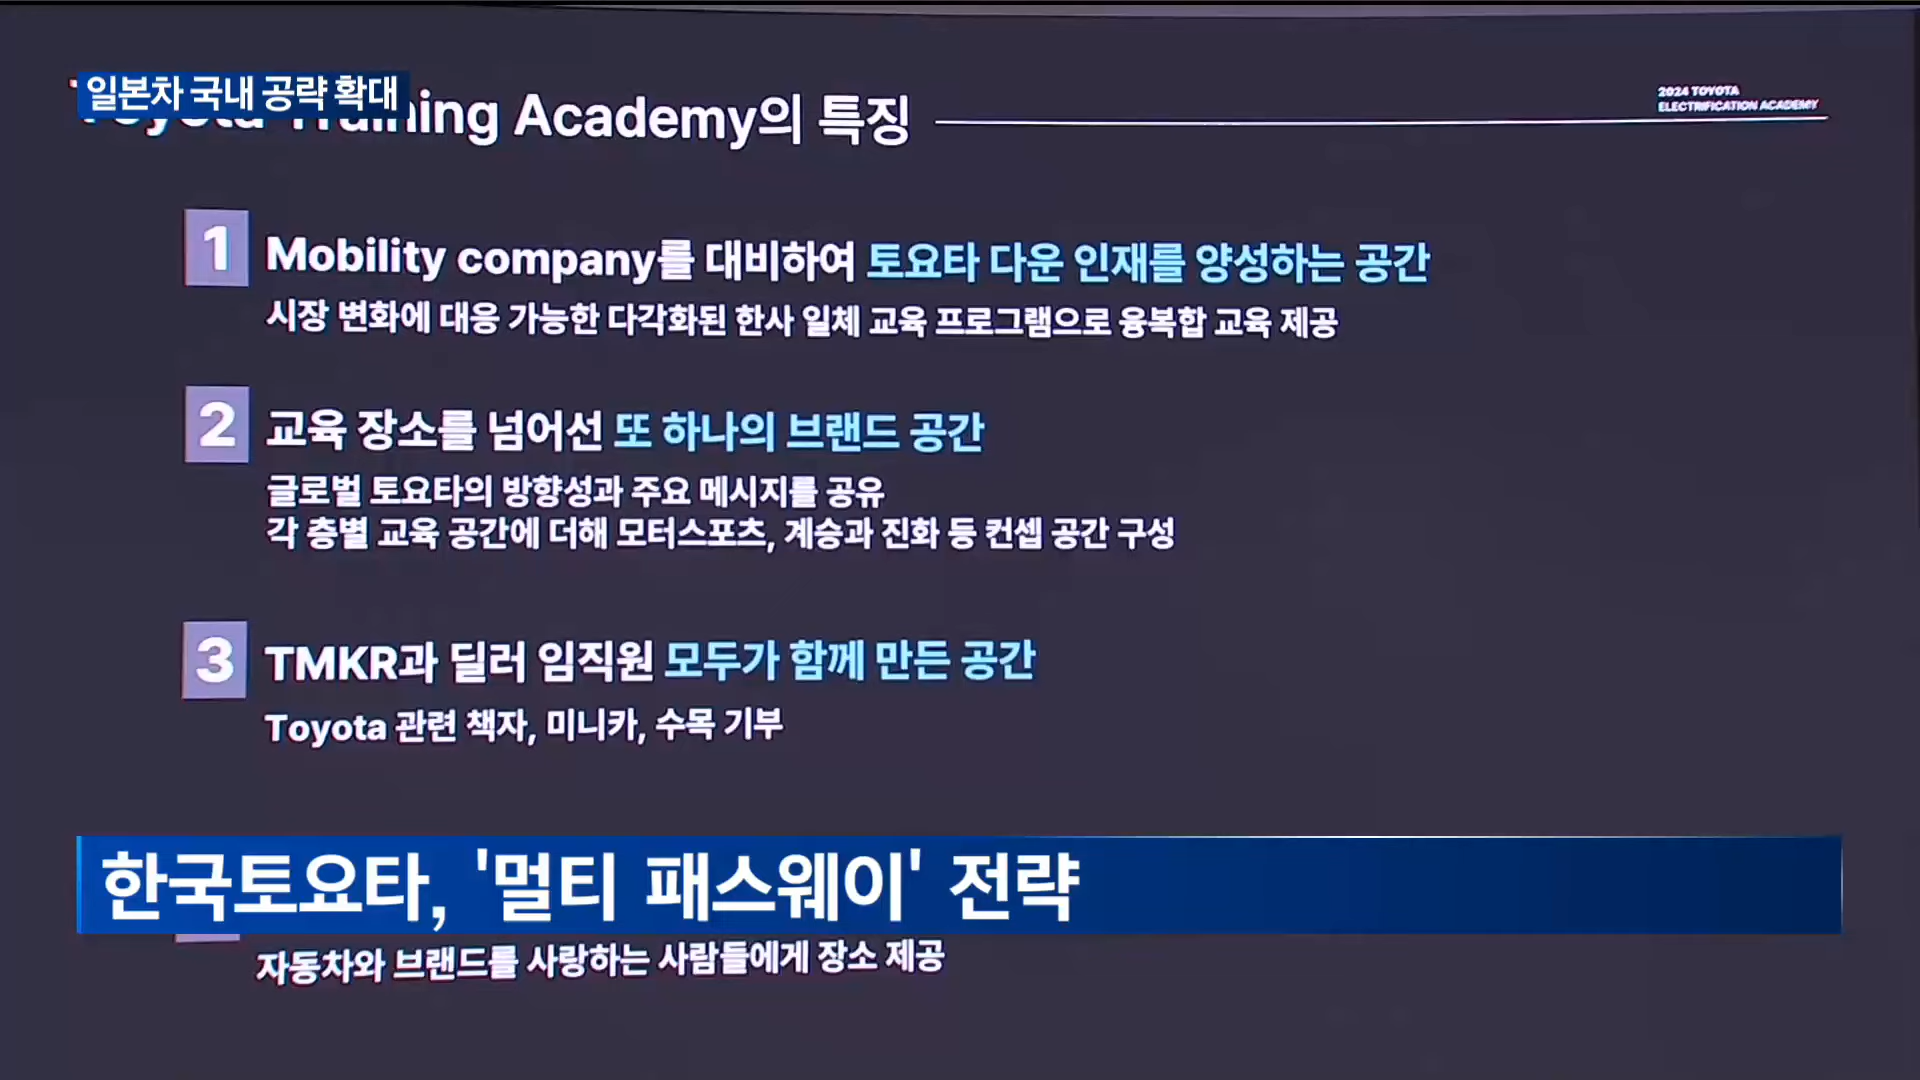 일본차 국내 공략 확대
Training Academy의 특징
2024 TOYOTA
ELECTRIFICATION ACADEMY
1
Mobility company를 대비하여 토요타 다운 인재를 양성하는 공간
시장 변화에 대응 가능한 다각화된 한사 일체 교육 프로그램으로 융복합 교육 제공
2
교육 장소를 넘어선 또 하나의 브랜드 공간
글로벌 토요타의 방향성과 주요 메시지를 공유
각 층별 교육 공간에 더해 모터스포츠, 계승과 진화 등 컨셉 공간 구성
3
TMKR과 딜러 임직원 모두가 함께 만든 공간
Toyota 관련 책자, 미니카, 수목 기부
한국토요타, '멀티 패스웨이' 전략
자동차와 브랜드를 사랑하는 사람들에게 장소 제공